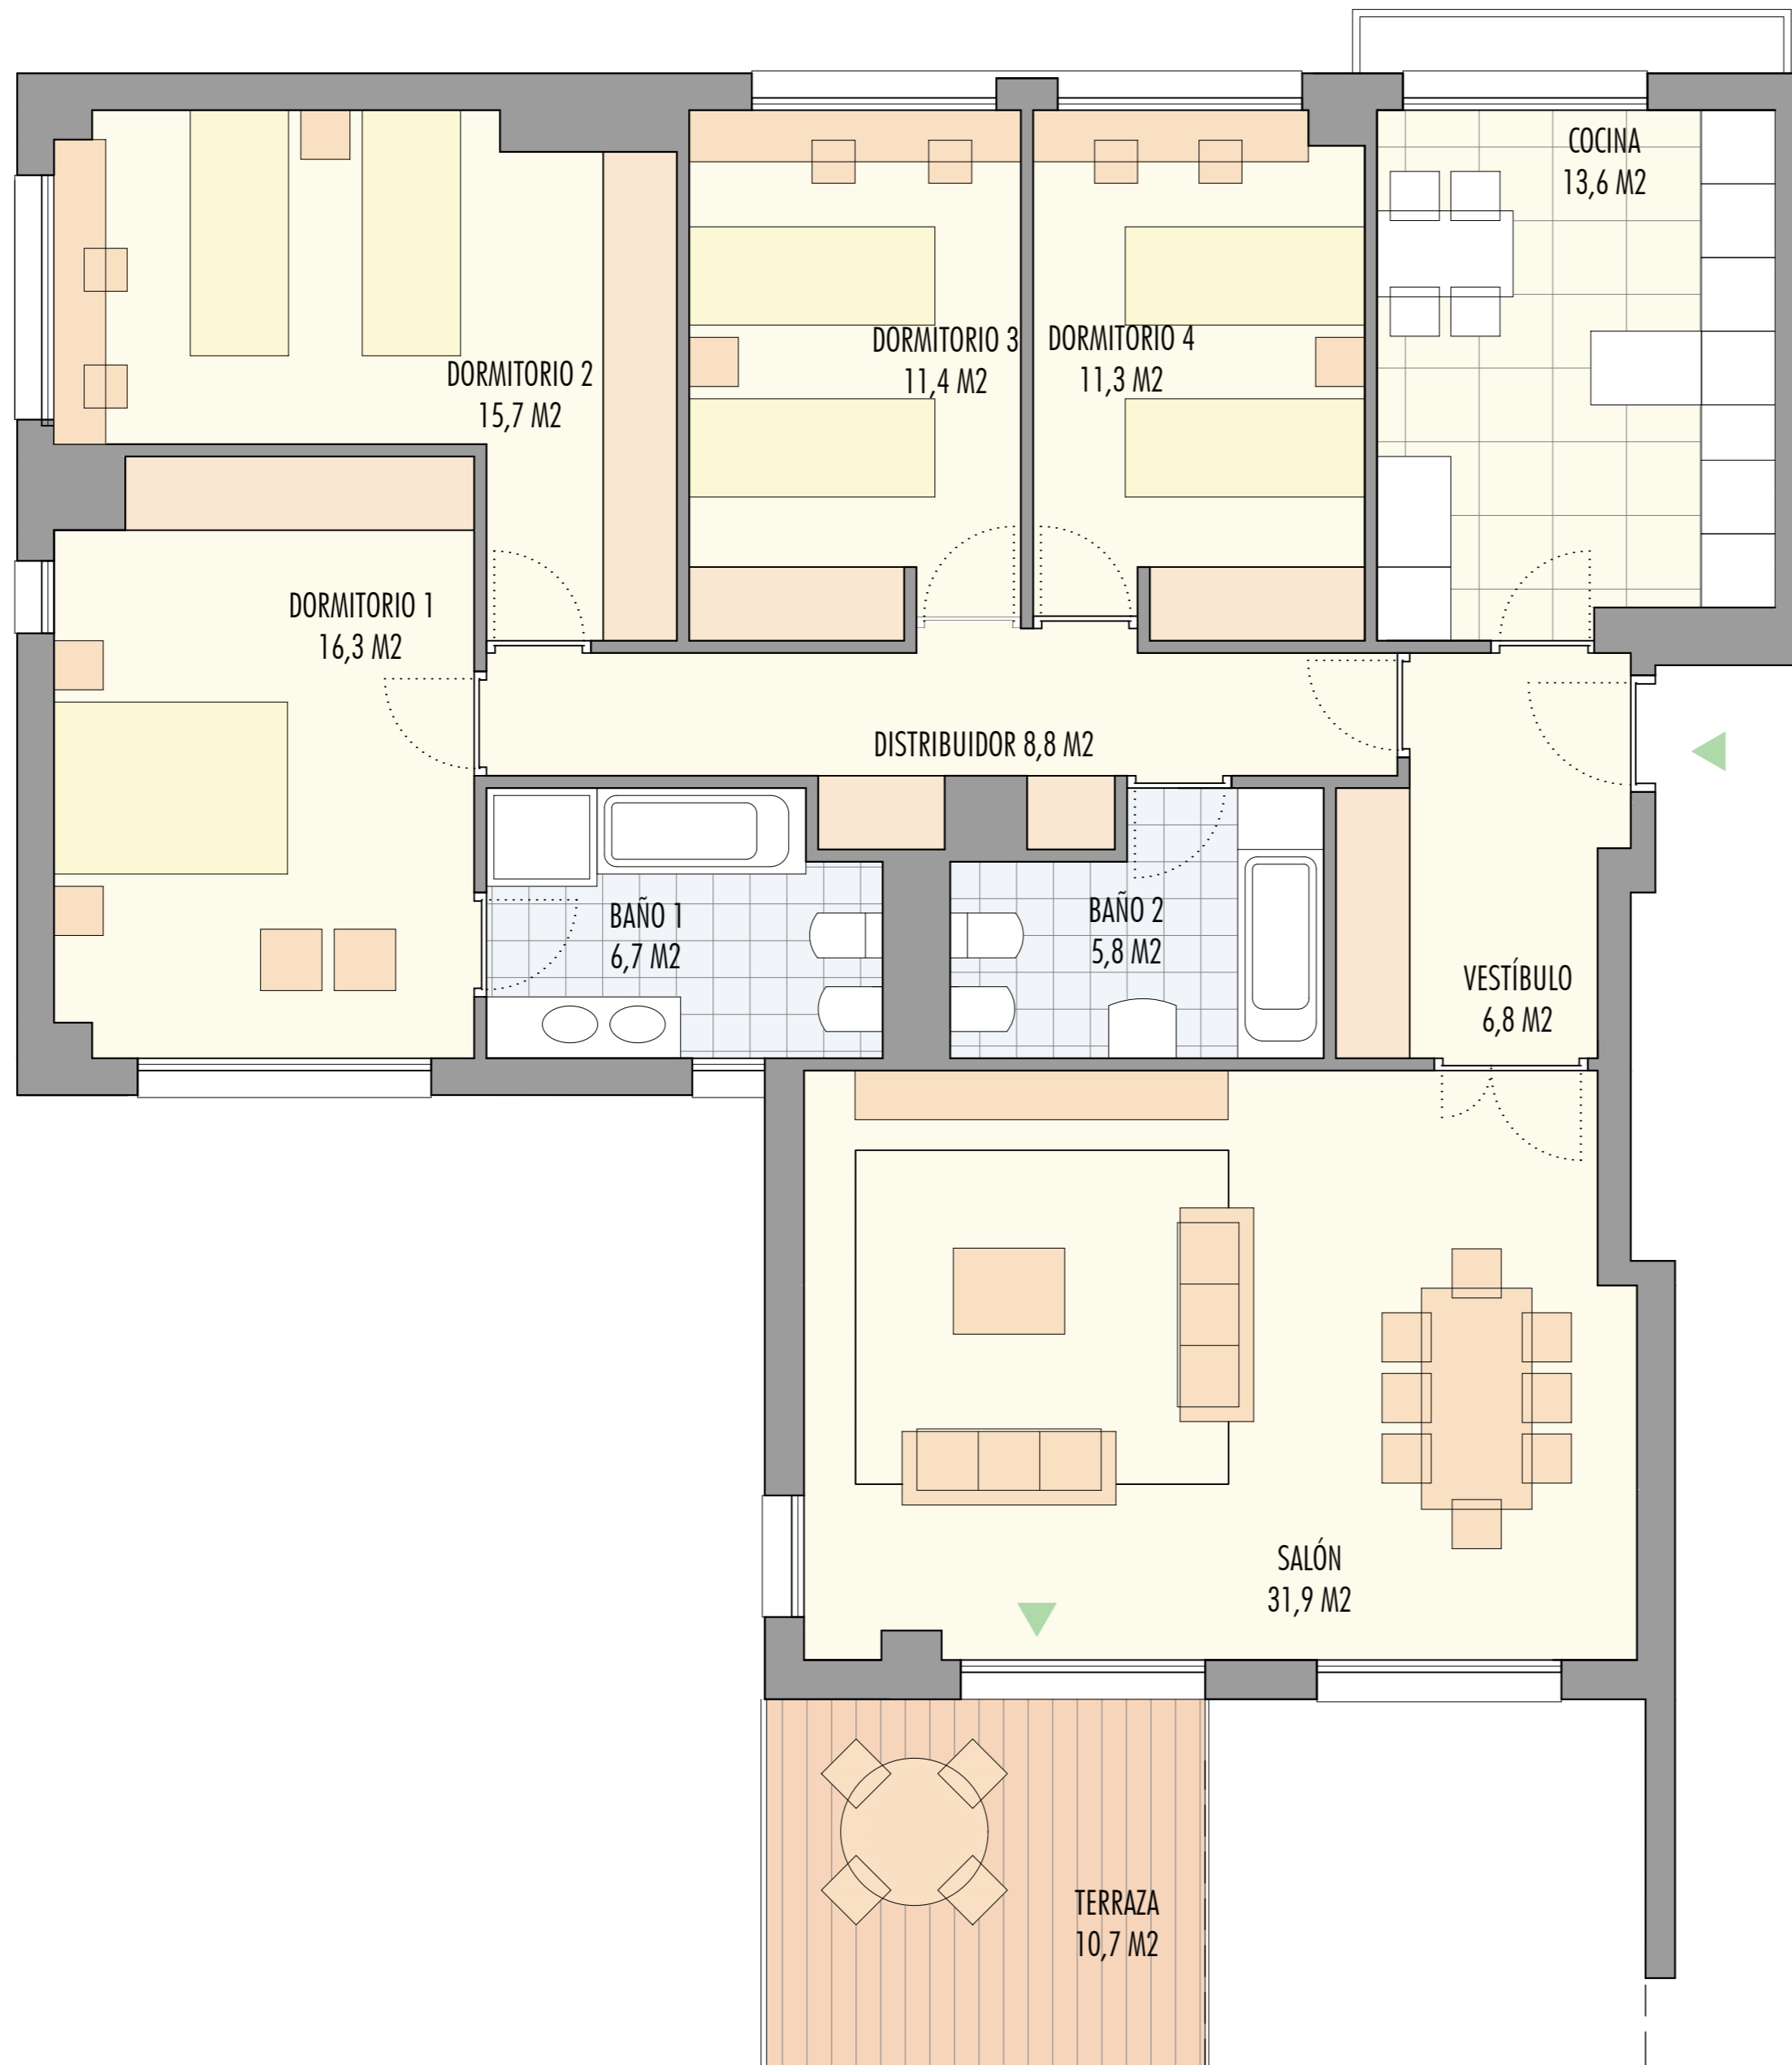 COCINA
13,6 M2
DORMITORIO 2
15,7 M2
DORMITORIO 3
11,4 M2
DORMITORIO 4
11,3 M2
DORMITORIO 1
16,3 M2
DISTRIBUIDOR 8,8 M2
BAÑO 1
6,7 M2
BAÑO 2
5,8 M2
VESTÍBULO
6,8 M2
SALÓN
31,9 M2
TERRAZA
10,7 M2